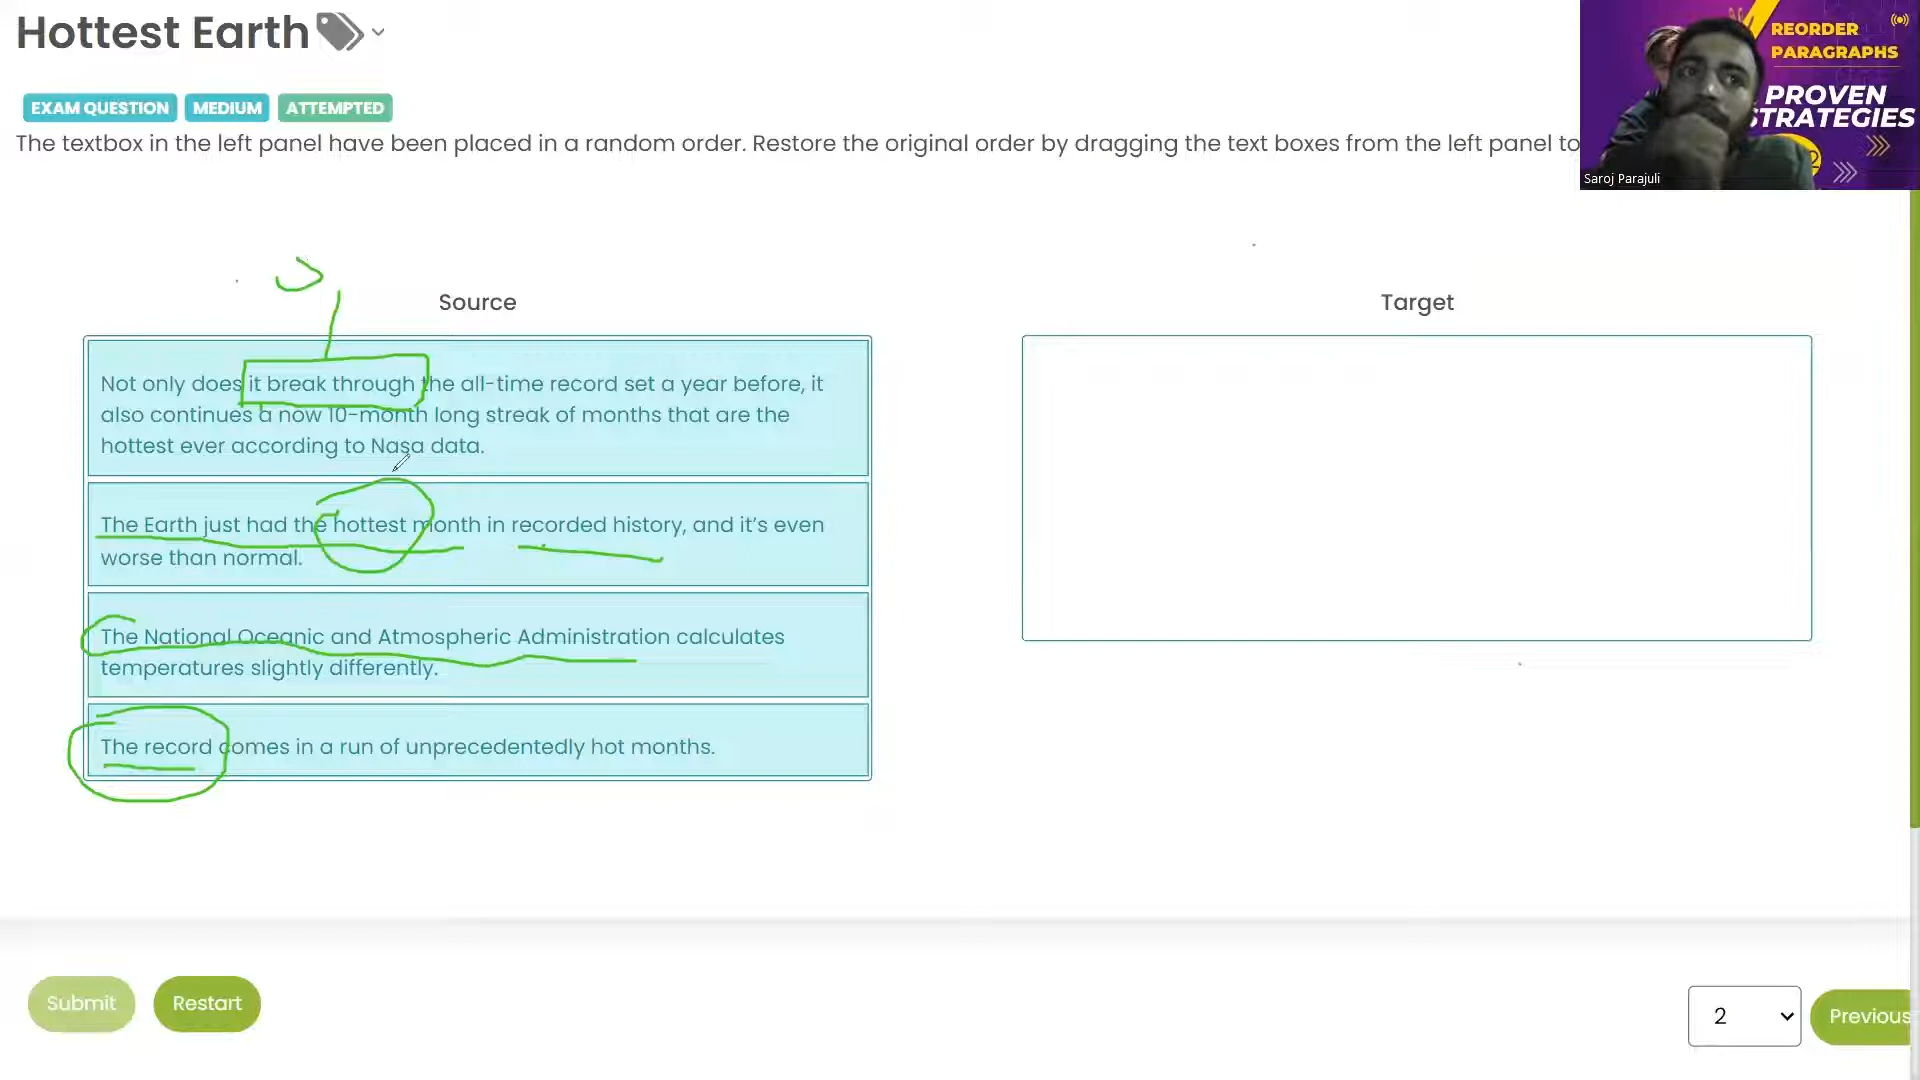 Hottest Earth
REORDER
PARAGRAPHS
PROVEN
STRATEGIES
Saroj Parajuli
EXAM QUESTION MEDIUM ATTEMPTED
The textbox in the left panel have been placed in a random order. Restore the original order by dragging the text boxes from the left panel to
Source
Target
Not only does it break through the all-time record set a year before, it
also continues a now 10-month long streak of months that are the
hottest ever according to Nasa data.
The Earth just had the hottest month in recorded history, and it's even
worse than normal.
The National Oceanic and Atmospheric Administration calculates
temperatures slightly differently.
The record comes in a run of unprecedentedly hot months.
Submit Restart
2 Previous